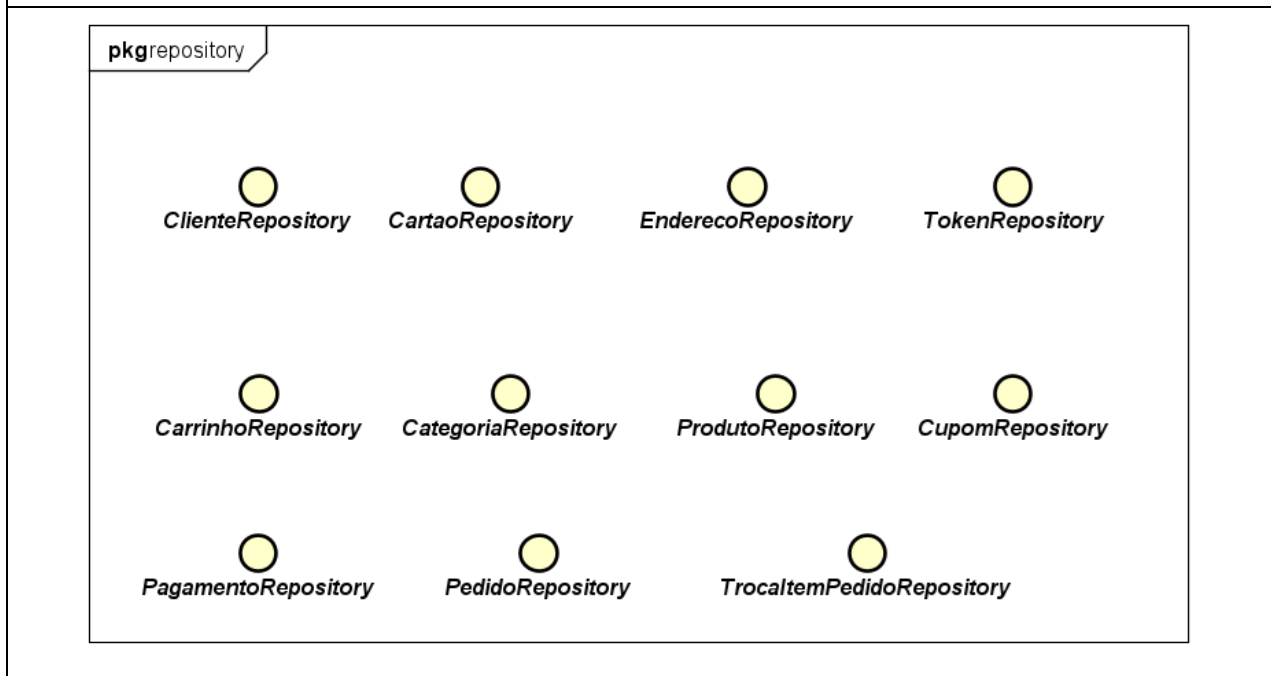 pkgrepository
ClienteRepository CartaoRepository EnderecoRepository TokenRepository
CarrinhoRepository CategoriaRepository ProdutoRepository CupomRepository
PagamentoRepository PedidoRepository TrocaItemPedidoRepository